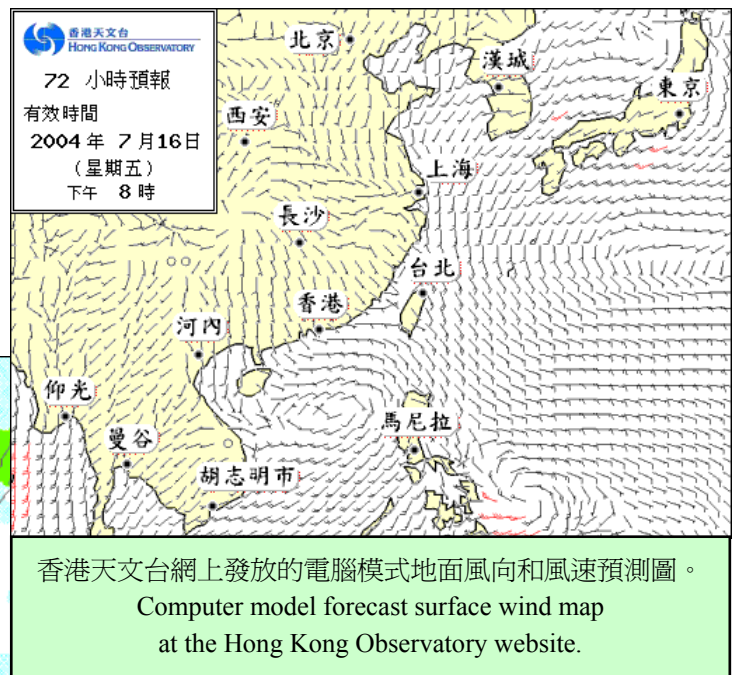 香港天文台
HONG KONG OBSERVATORY
72 小時預報
有效時間
2004 年 7 月16日
(星期五)
下午 8 時
北京
漢城
東京
西安
上海
長沙
台北
香港
河內
仰光
馬尼拉
曼谷
胡志明市
香港天文台網上發放的電腦模式地面風向和風速預測圖。
Computer model forecast surface wind map
at the Hong Kong Observatory website.